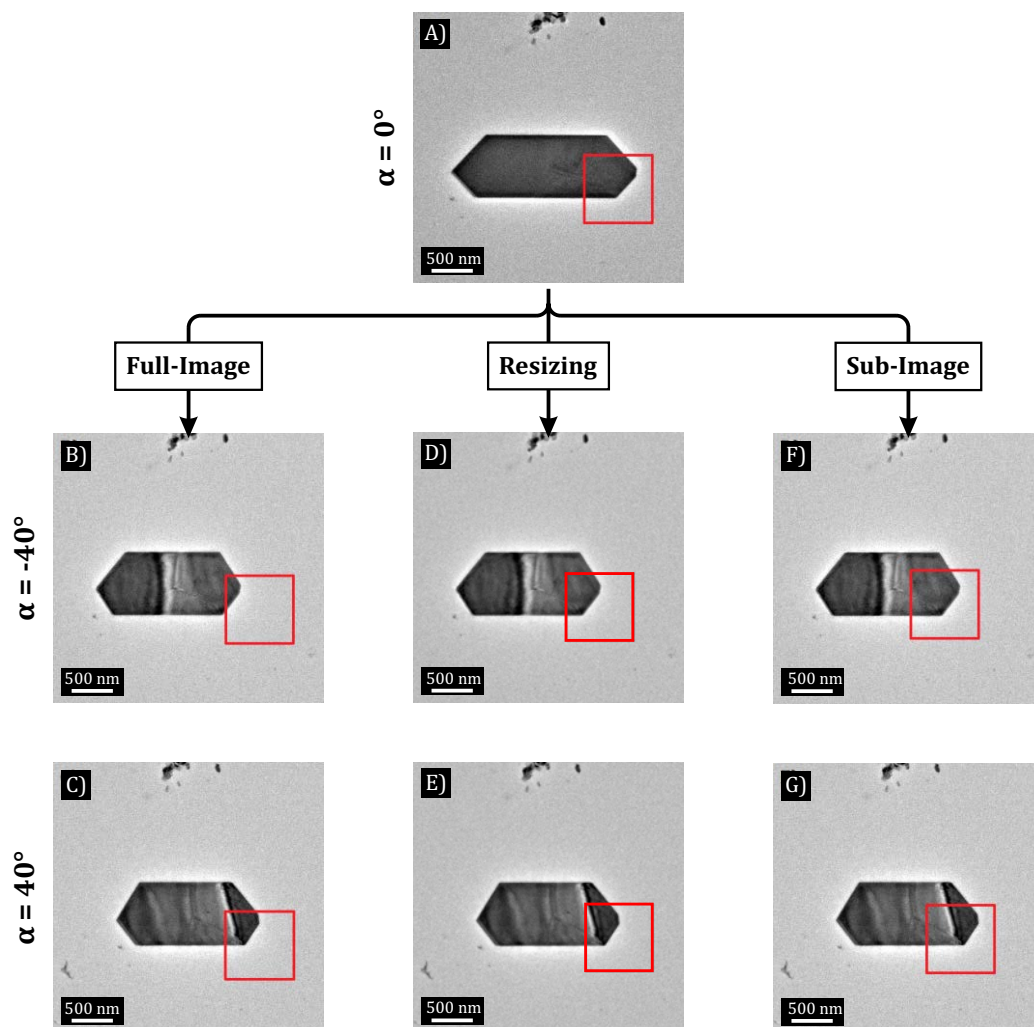 A)
α = 0°
500 nm
Full-Image
Resizing
Sub-Image
B)
D)
F)
α = -40°
500 nm
500 nm
500 nm
C)
E)
G)
α = 40°
500 nm
500 nm
500 nm